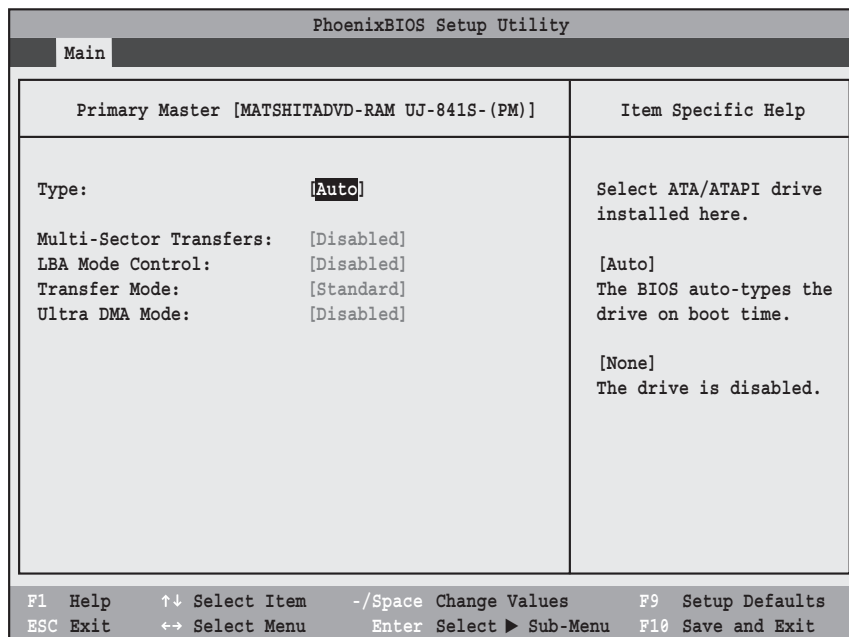 PhoenixBIOS Setup Utility
Main
Primary Master [MATSHITADVD-RAM UJ-841S-(PM)]
Item Specific Help
Type: [Auto]
Multi-Sector Transfers: [Disabled]
LBA Mode Control: [Disabled]
Transfer Mode: [Standard]
Ultra DMA Mode: [Disabled]
Select ATA/ATAPI drive
installed here.
[Auto]
The BIOS auto-types the
drive on boot time.
[None]
The drive is disabled.
F1 Help ↑↓ Select Item -/Space Change Values F9 Setup Defaults
ESC Exit ←→ Select Menu Enter Select ▶ Sub-Menu F10 Save and Exit